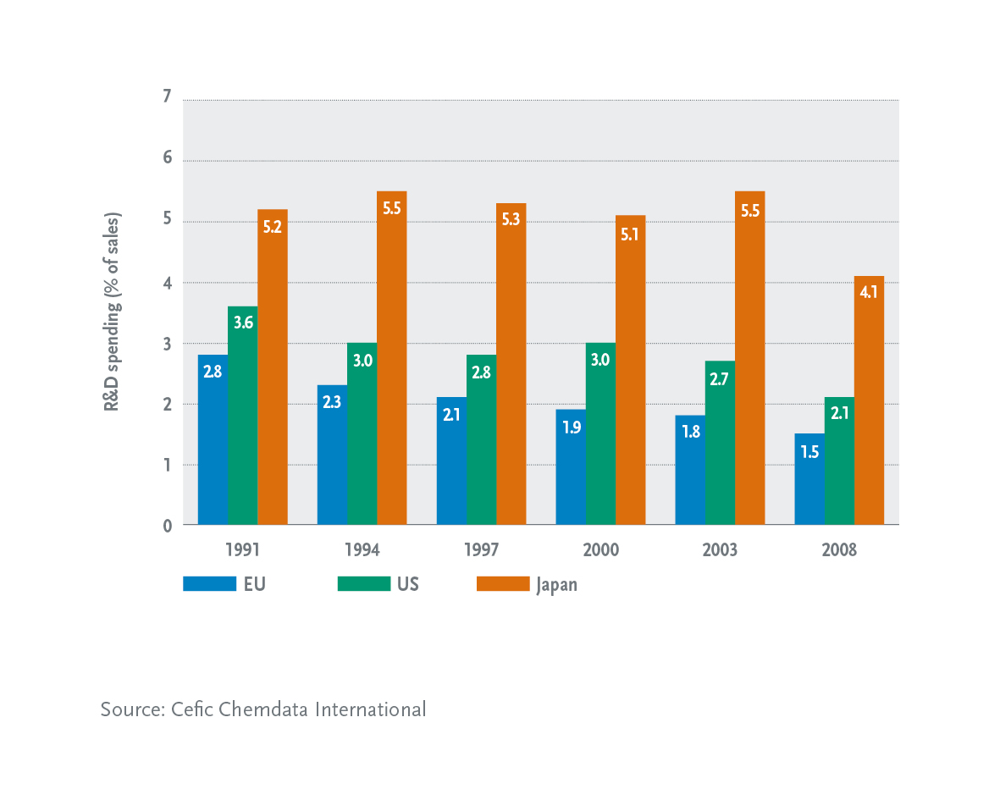 7
6
5
4
3
2
1
0
R&D spending (% of sales)
2.8 3.6 5.2
2.3 3.0 5.5
2.1 2.8 5.3
1.9 3.0 5.1
1.8 2.7 5.5
1.5 2.1 4.1
1991 1994 1997 2000 2003 2008
EU US Japan
Source: Cefic Chemdata International